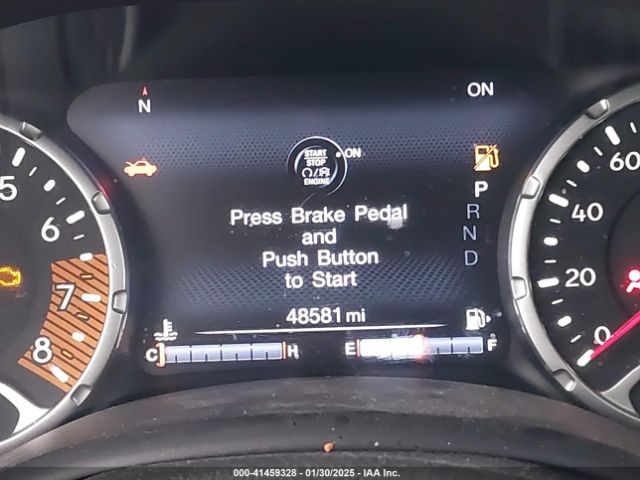 N
ON
START
STOP
ENGINE
ON
Press Brake Pedal
and
Push Button
to Start
P
R
N
D
48581 mi
C H
E F
5
6
7
8
60
40
20
0
000-41459328 - 01/30/2025 - IAA Inc.